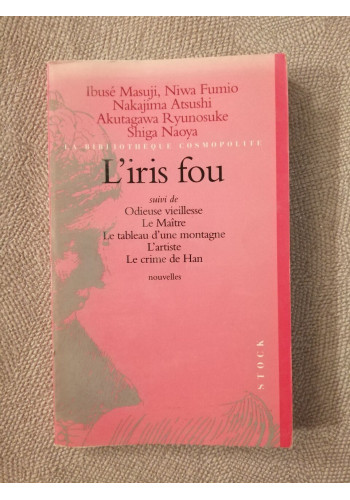 Ibusé Masuji, Niwa Fumio
Nakajima Atsushi
Akutagawa Ryunosuke
Shiga Naoya
LA BIBLIOTHÈQUE COSMOPOLITE
L'iris fou
suivi de
Odieuse vieillesse
Le Maître
Le tableau d'une montagne
L'artiste
Le crime de Han
nouvelles
STOCK